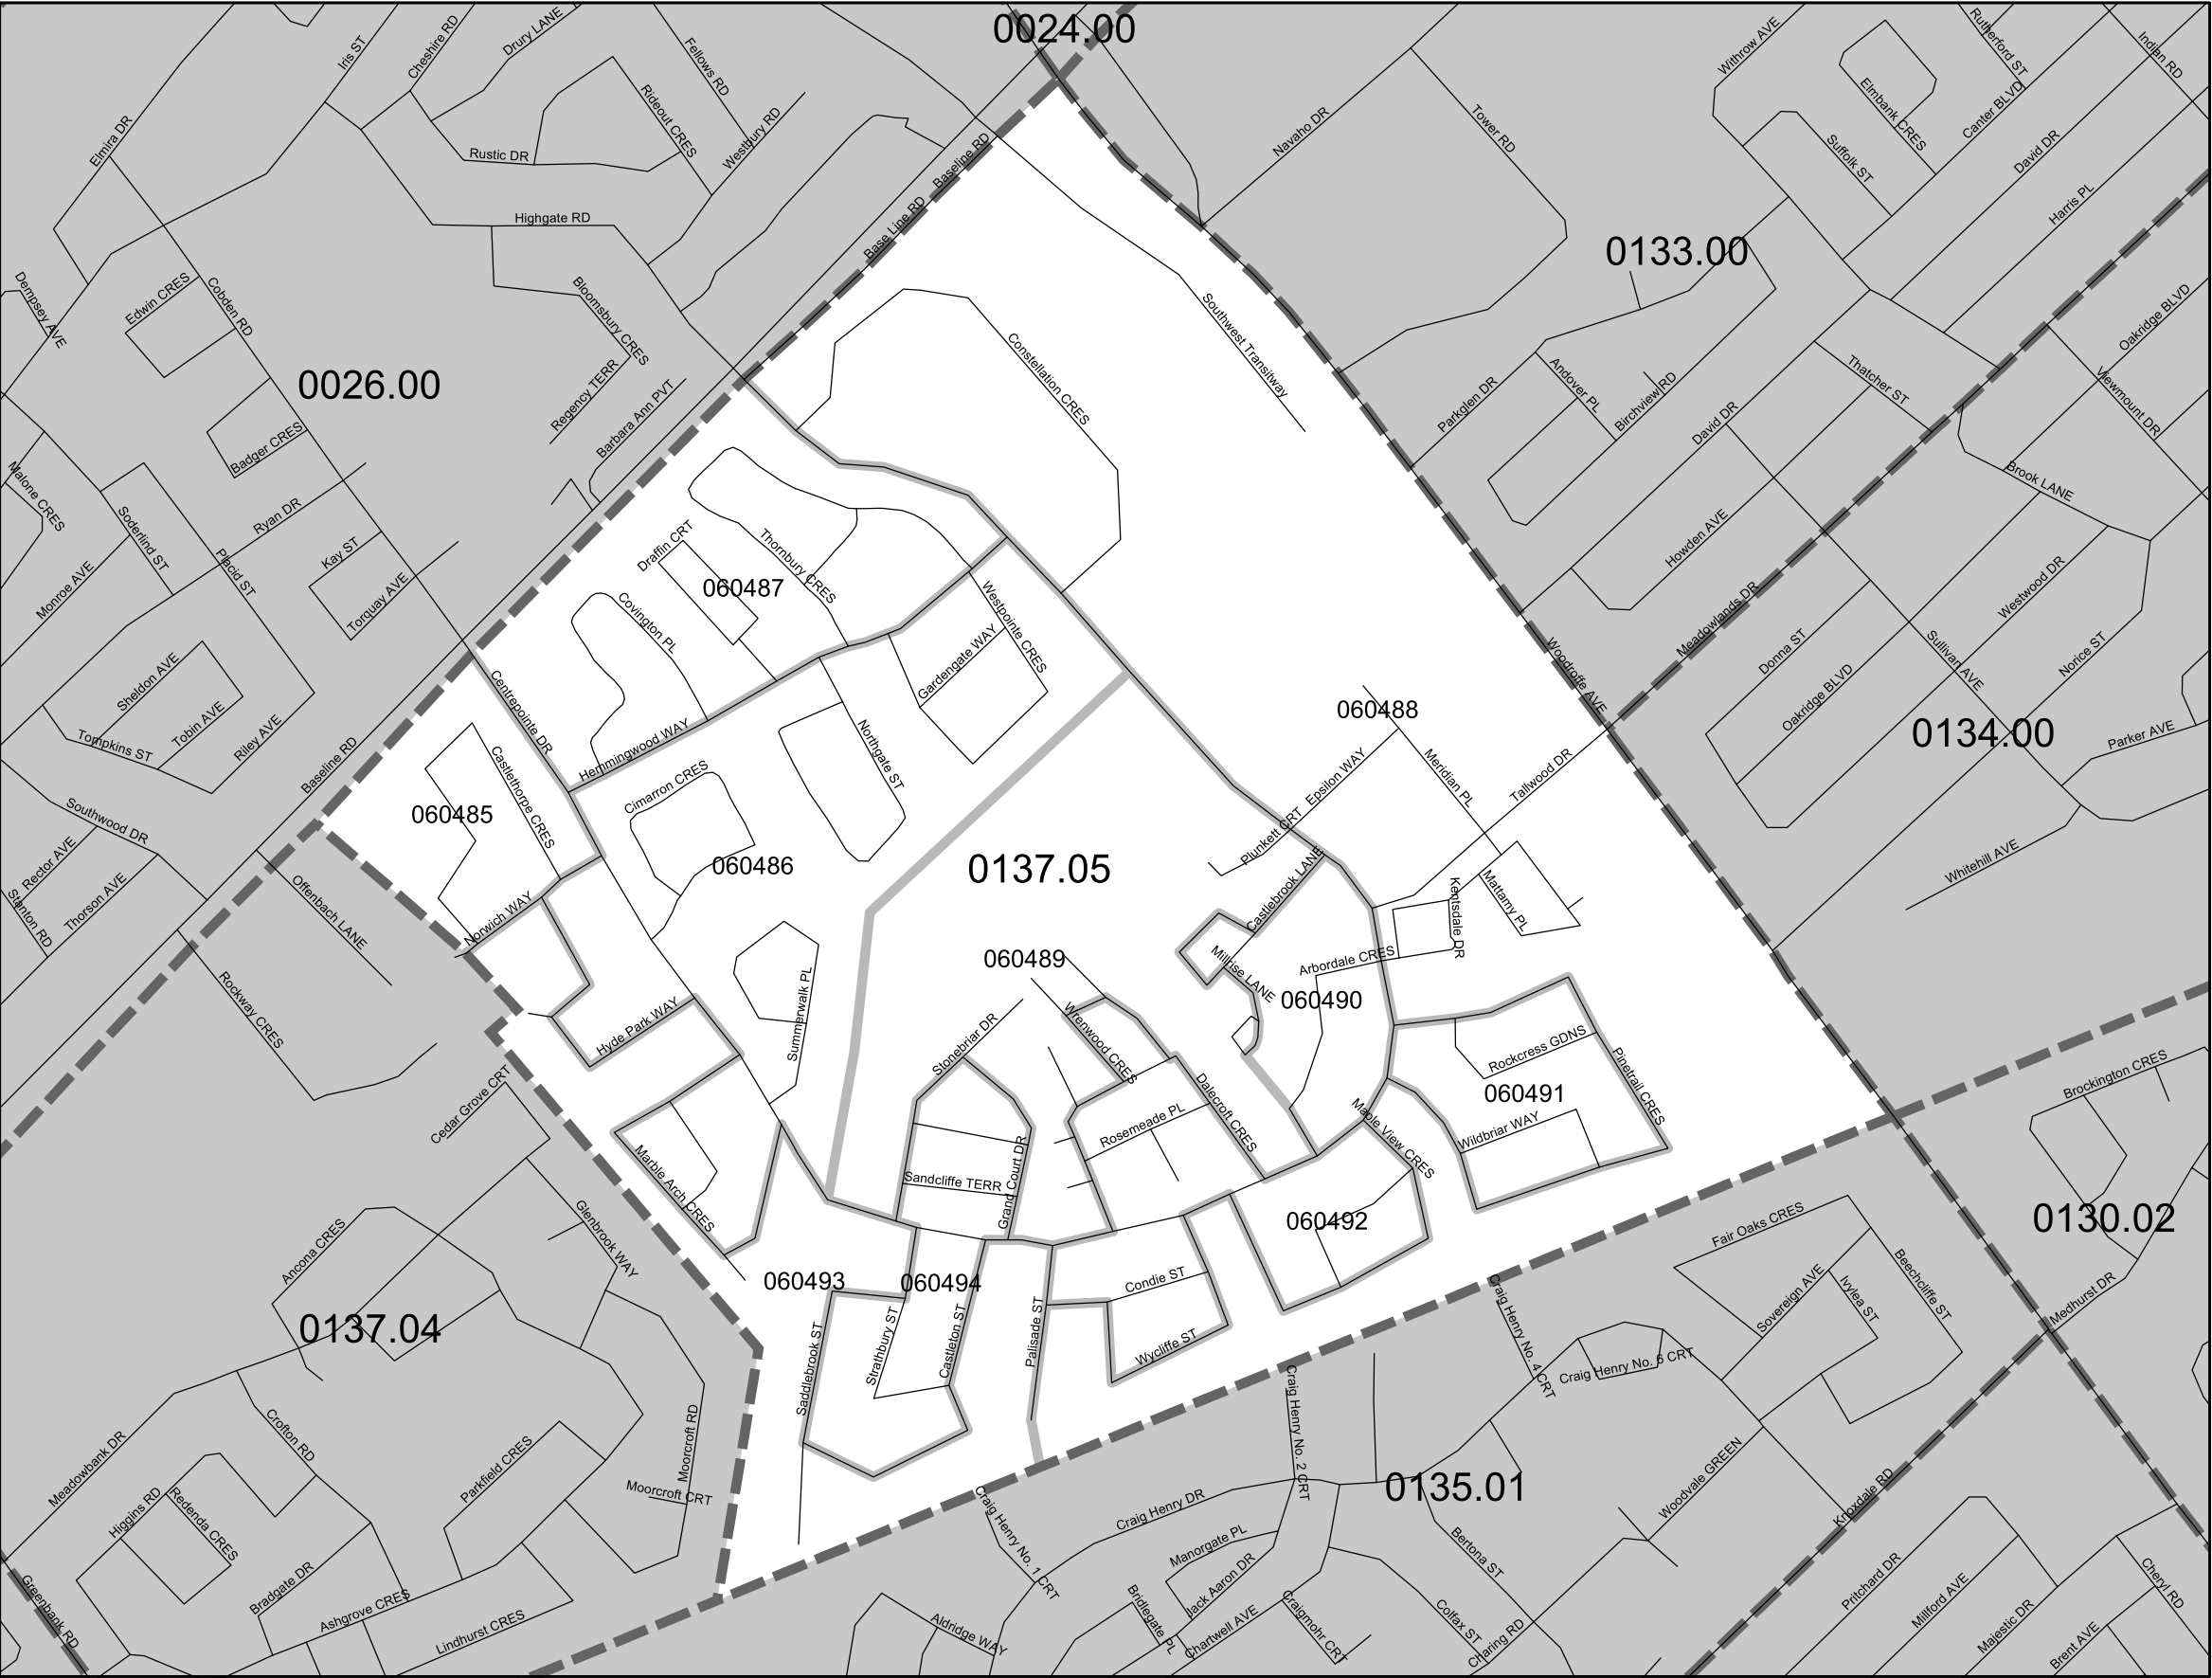 0024.00
Iris ST
Cheshire RD
Drury LANE
Fellows RD
Rideout CRES
Westbury RD
Rustic DR
Elmira DR
Highgate RD
Baseline RD
Base Line RD
Navaho DR
Tower RD
Withrow AVE
Rutherford ST
Indian RD
Elmbank CRES
Canter BLVD
Suffolk ST
David DR
Harris PL
0133.00
Dempsey AVE
Edwin CRES
Cobden RD
Bloomsbury CRES
Regency TERR
Barbara Ann PVT
0026.00
Constellation CRES
Southwest Transitway
Oakridge BLVD
Viewmount DR
Thatcher ST
Andover PL
Birchview RD
Parkglen DR
David DR
Badger CRES
Malone CRES
Soderlind ST
Ryan DR
Placid ST
Kay ST
Monroe AVE
Torquay AVE
Draffin CRT
Thornbury CRES
060487
Covington PL
Westpointe CRES
Gardengate WAY
Brook LANE
Howden AVE
Westwood DR
Meadowlands DR
Donna ST
Sullivan AVE
Norice ST
Oakridge BLVD
Woodroffe AVE
0134.00
Parker AVE
Sheldon AVE
Tobin AVE
Riley AVE
Tompkins ST
Baseline RD
Centrepointe DR
Hemmingwood WAY
Northgate ST
060488
Epsilon WAY
Meridian PL
Tallwood DR
Southwood DR
Rector AVE
Stanton RD
Thorson AVE
060485
Castlethorpe CRES
Cimarron CRES
060486
0137.05
Plunkett CRT
Castlebrook LANE
Kentsdale DR
Mattamy PL
Whitehill AVE
Offenbach LANE
Norwich WAY
Rockway CRES
Hyde Park WAY
Summerwalk PL
060489
Millrise LANE
Arbordale CRES
060490
Stonebriar DR
Wrenwood CRES
Rockcress GDNS
Pinetrail CRES
060491
Brockington CRES
Cedar Grove CRT
Dalecroft CRES
Rosemeade PL
Maple View CRES
Wildbriar WAY
Marble Arch CRES
Sandcliffe TERR
Grand Court DR
060492
0130.02
Glenbrook WAY
Ancona CRES
Fair Oaks CRES
Beechcliffe ST
Sovereign AVE
Ivylea ST
Medhurst DR
0137.04
060493
060494
Condie ST
Wycliffe ST
Palisade ST
Castleton ST
Strathbury ST
Saddlebrook ST
Craig Henry No. 4 CRT
Craig Henry No. 6 CRT
Craig Henry No. 2 CRT
Meadowbank DR
Crofton RD
Parkfield CRES
Moorcroft RD
Moorcroft CRT
0135.01
Woodvale GREEN
Knoxdale RD
Higgins RD
Redenda CRES
Craig Henry No. 1 CRT
Craig Henry DR
Manorgate PL
Jack Aaron DR
Bertona ST
Bradgate DR
Greenbank RD
Ashgrove CRES
Lindhurst CRES
Aldridge WAY
Bridlegate PL
Chartwell AVE
Craigmohr CRT
Colfax ST
Charing RD
Pritchard DR
Milford AVE
Majestic DR
Cheryl RD
Brent AVE